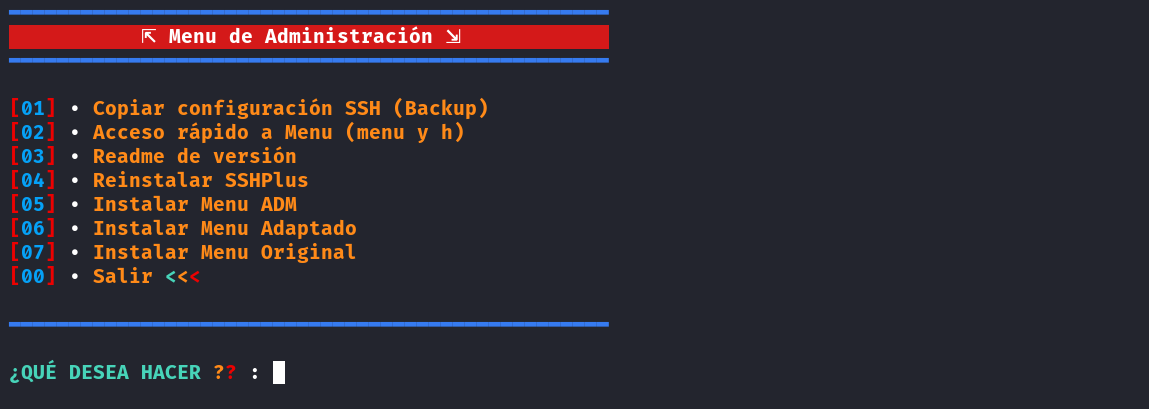 ⇱ Menu de Administración ⇲
[01] • Copiar configuración SSH (Backup)
[02] • Acceso rápido a Menu (menu y h)
[03] • Readme de versión
[04] • Reinstalar SSHPlus
[05] • Instalar Menu ADM
[06] • Instalar Menu Adaptado
[07] • Instalar Menu Original
[00] • Salir <<<
¿QUÉ DESEA HACER ?? :